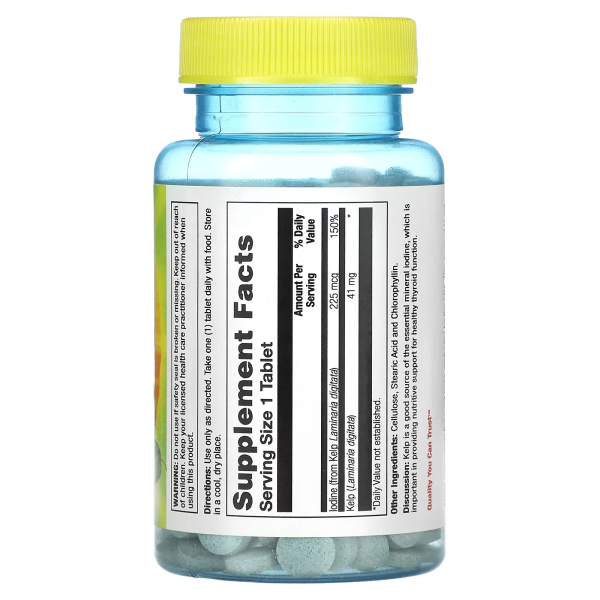 WARNING: Do not use if safety seal is broken or missing. Keep out of reach
of children. Keep your licensed health care practitioner informed when
using this product.
Directions: Use only as directed. Take one (1) tablet daily with food. Store
in a cool, dry place.
Supplement Facts
Serving Size 1 Tablet
Amount Per % Daily
Serving Value
Iodine (from Kelp Laminaria digitata) 225 mcg 150%
Kelp (Laminaria digitata) 41 mg *
*Daily Value not established.
Other Ingredients: Cellulose, Stearic Acid and Chlorophyllin.
Discussion: Kelp is a good source of the essential mineral iodine, which is
important in providing nutritive support for healthy thyroid function.
Quality You Can Trust™